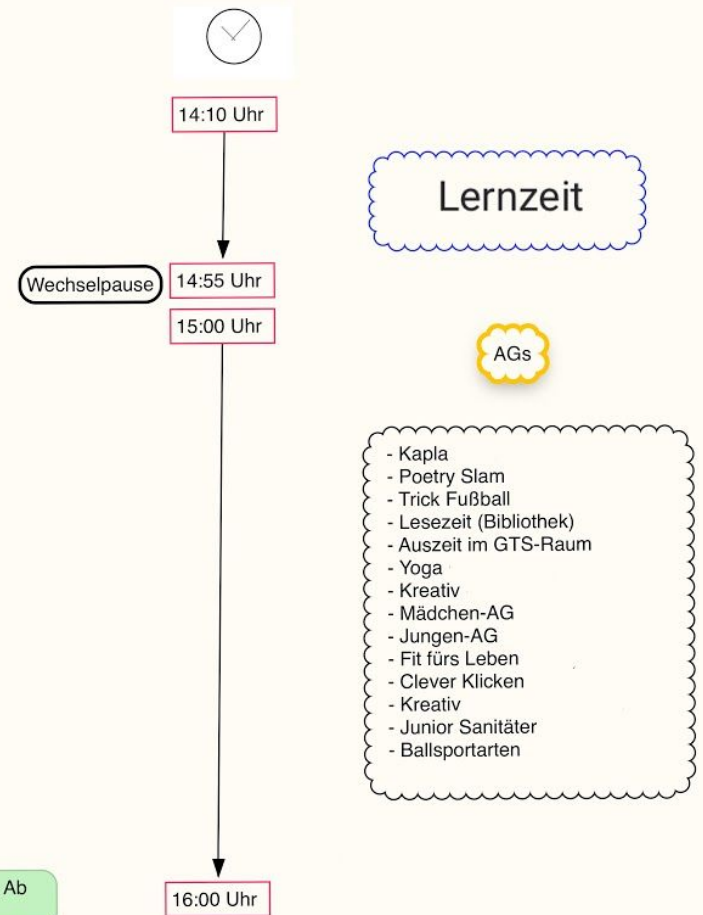 14:10 Uhr
Lernzeit
Wechselpause
14:55 Uhr
15:00 Uhr
AGs
- Kapla
- Poetry Slam
- Trick Fußball
- Lesezeit (Bibliothek)
- Auszeit im GTS-Raum
- Yoga
- Kreativ
- Mädchen-AG
- Jungen-AG
- Fit fürs Leben
- Clever Klicken
- Kreativ
- Junior Sanitäter
- Ballsportarten
Ab
16:00 Uhr